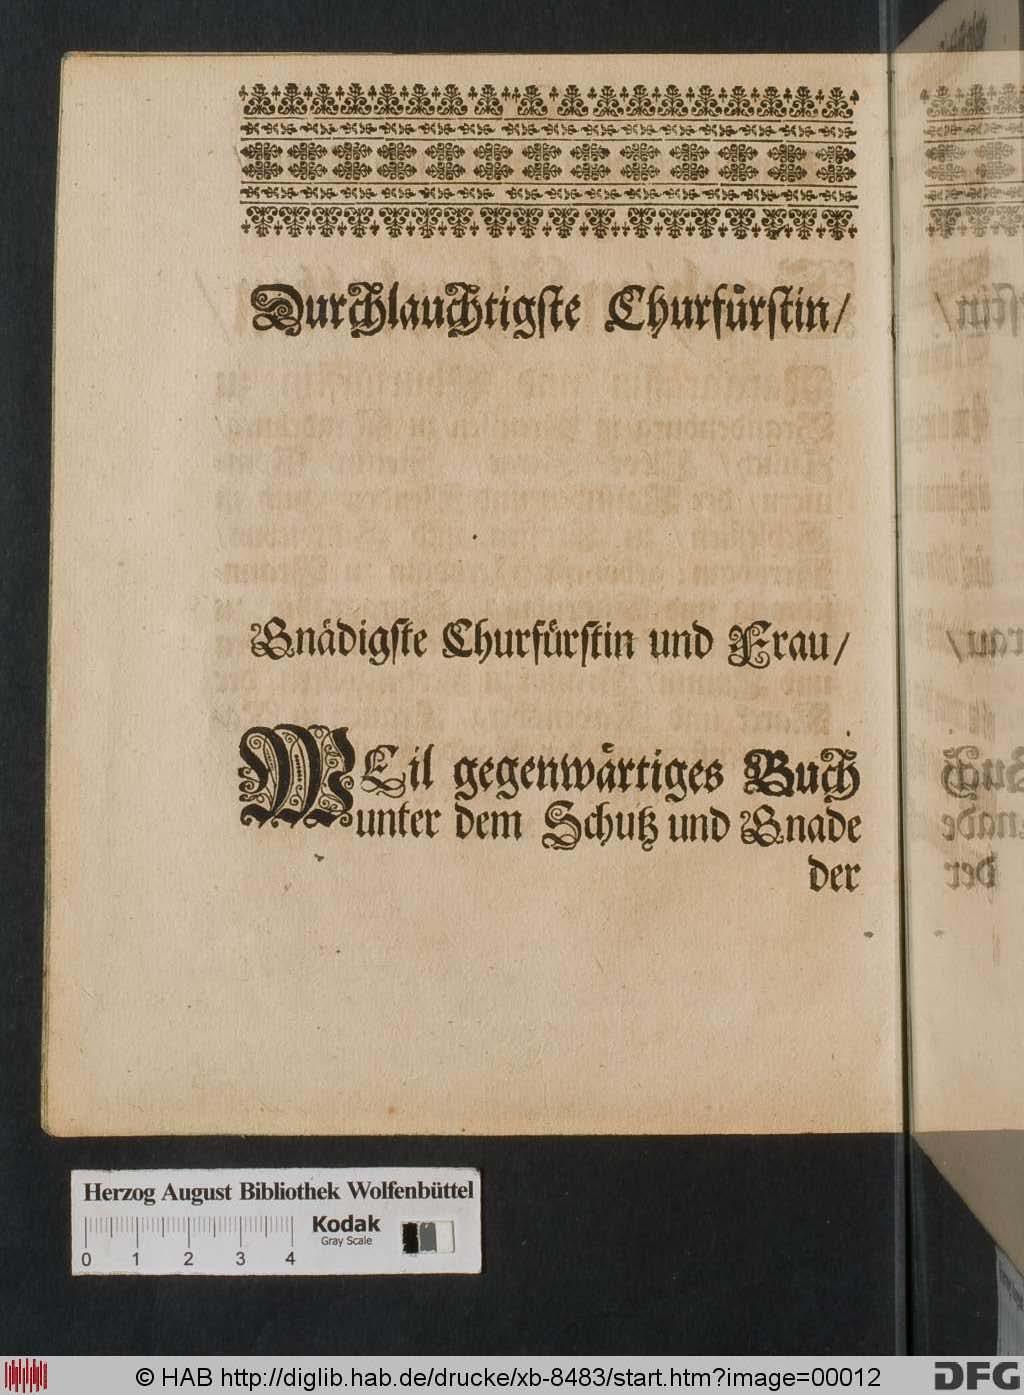 Durchlauchtigste Churfürstin/
Gnädigste Churfürstin und Frau/
WEil gegenwärtiges Buch
unter dem Schutz und Gnade
der
Herzog August Bibliothek Wolfenbüttel
Kodak
Gray Scale
0 1 2 3 4
© HAB http://diglib.hab.de/drucke/xb-8483/start.htm?image=00012
DFG